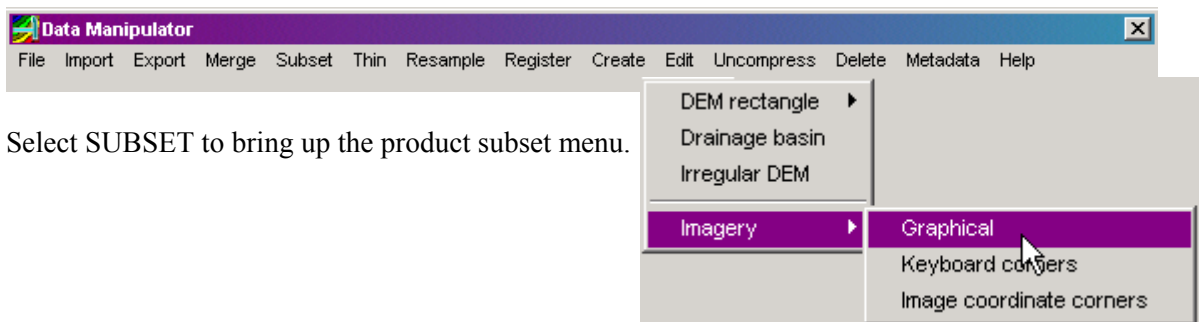 Data Manipulator
File Import Export Merge Subset Thin Resample Register Create Edit Uncompress Delete Metadata Help
Select SUBSET to bring up the product subset menu.
DEM rectangle
Drainage basin
Irregular DEM
Imagery
Graphical
Keyboard corners
Image coordinate corners